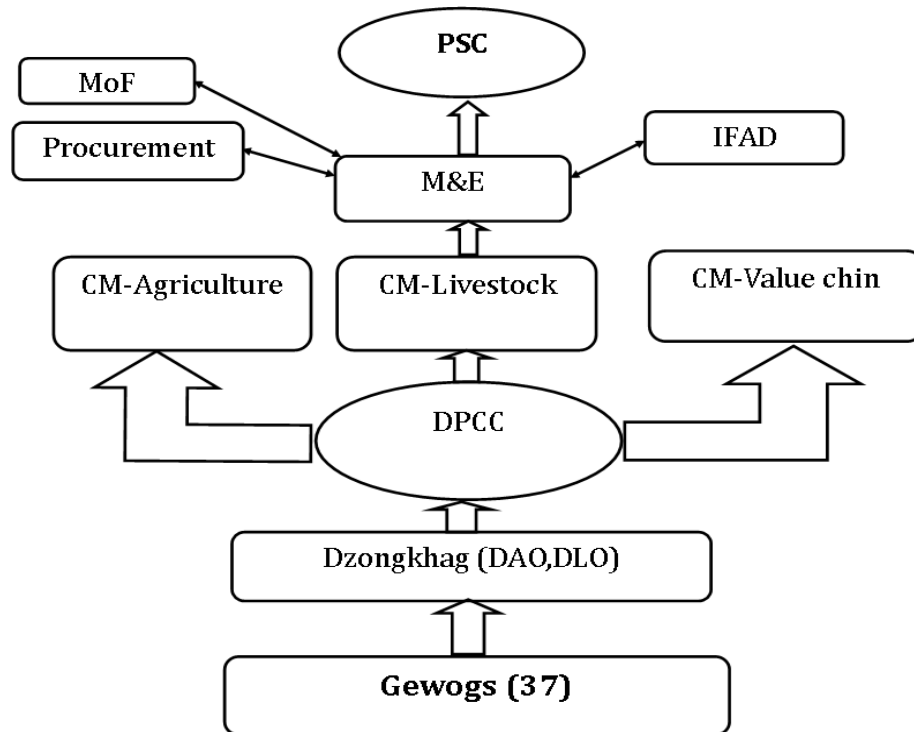 PSC
MoF
Procurement
IFAD
M&E
CM-Agriculture
CM-Livestock
CM-Value chin
DPCC
Dzongkhag (DAO,DLO)
Gewogs (37)